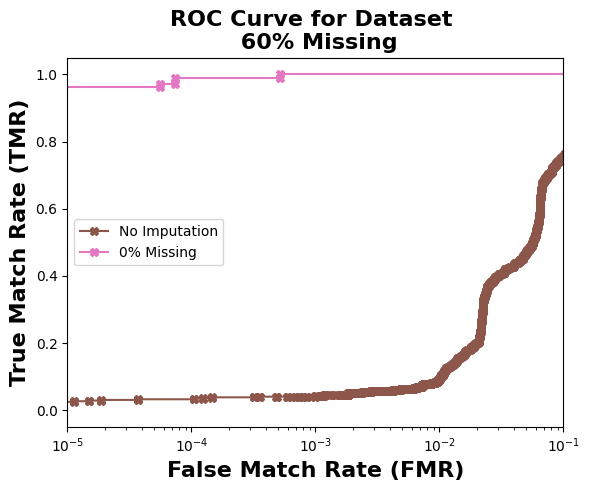 ROC Curve for Dataset
60% Missing
True Match Rate (TMR)
1.0
0.8
0.6
0.4
0.2
0.0
No Imputation
0% Missing
10⁻⁵
10⁻⁴
10⁻³
10⁻²
10⁻¹
False Match Rate (FMR)